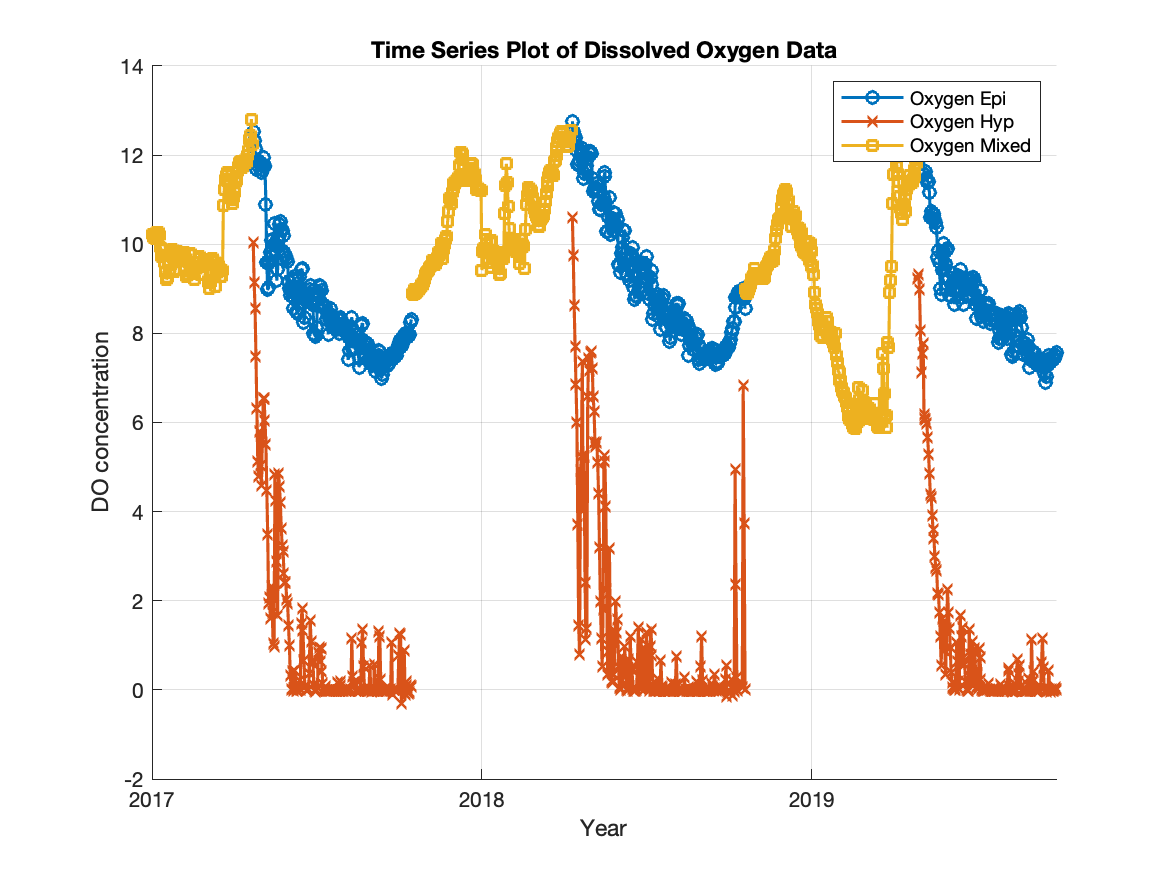 Time Series Plot of Dissolved Oxygen Data
14
12
10
8
6
4
2
0
-2
DO concentration
Oxygen Epi
Oxygen Hyp
Oxygen Mixed
2017 2018 2019
Year